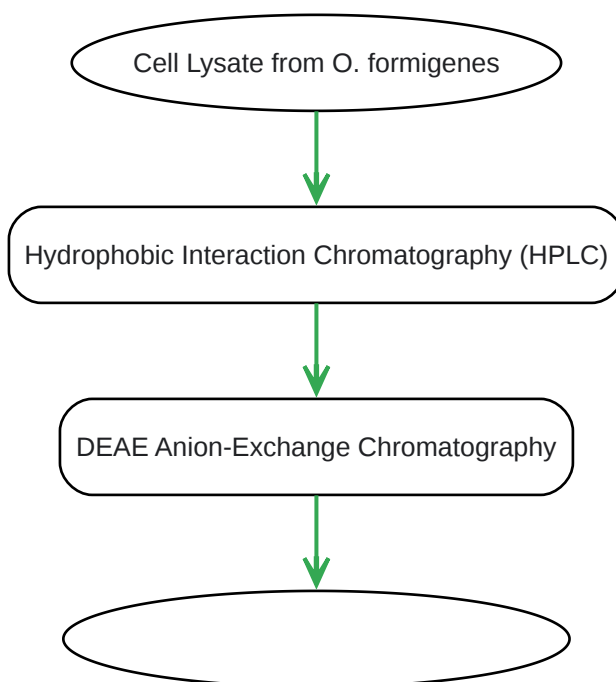 Cell Lysate from O. formigenes
Hydrophobic Interaction Chromatography (HPLC)
DEAE Anion-Exchange Chromatography